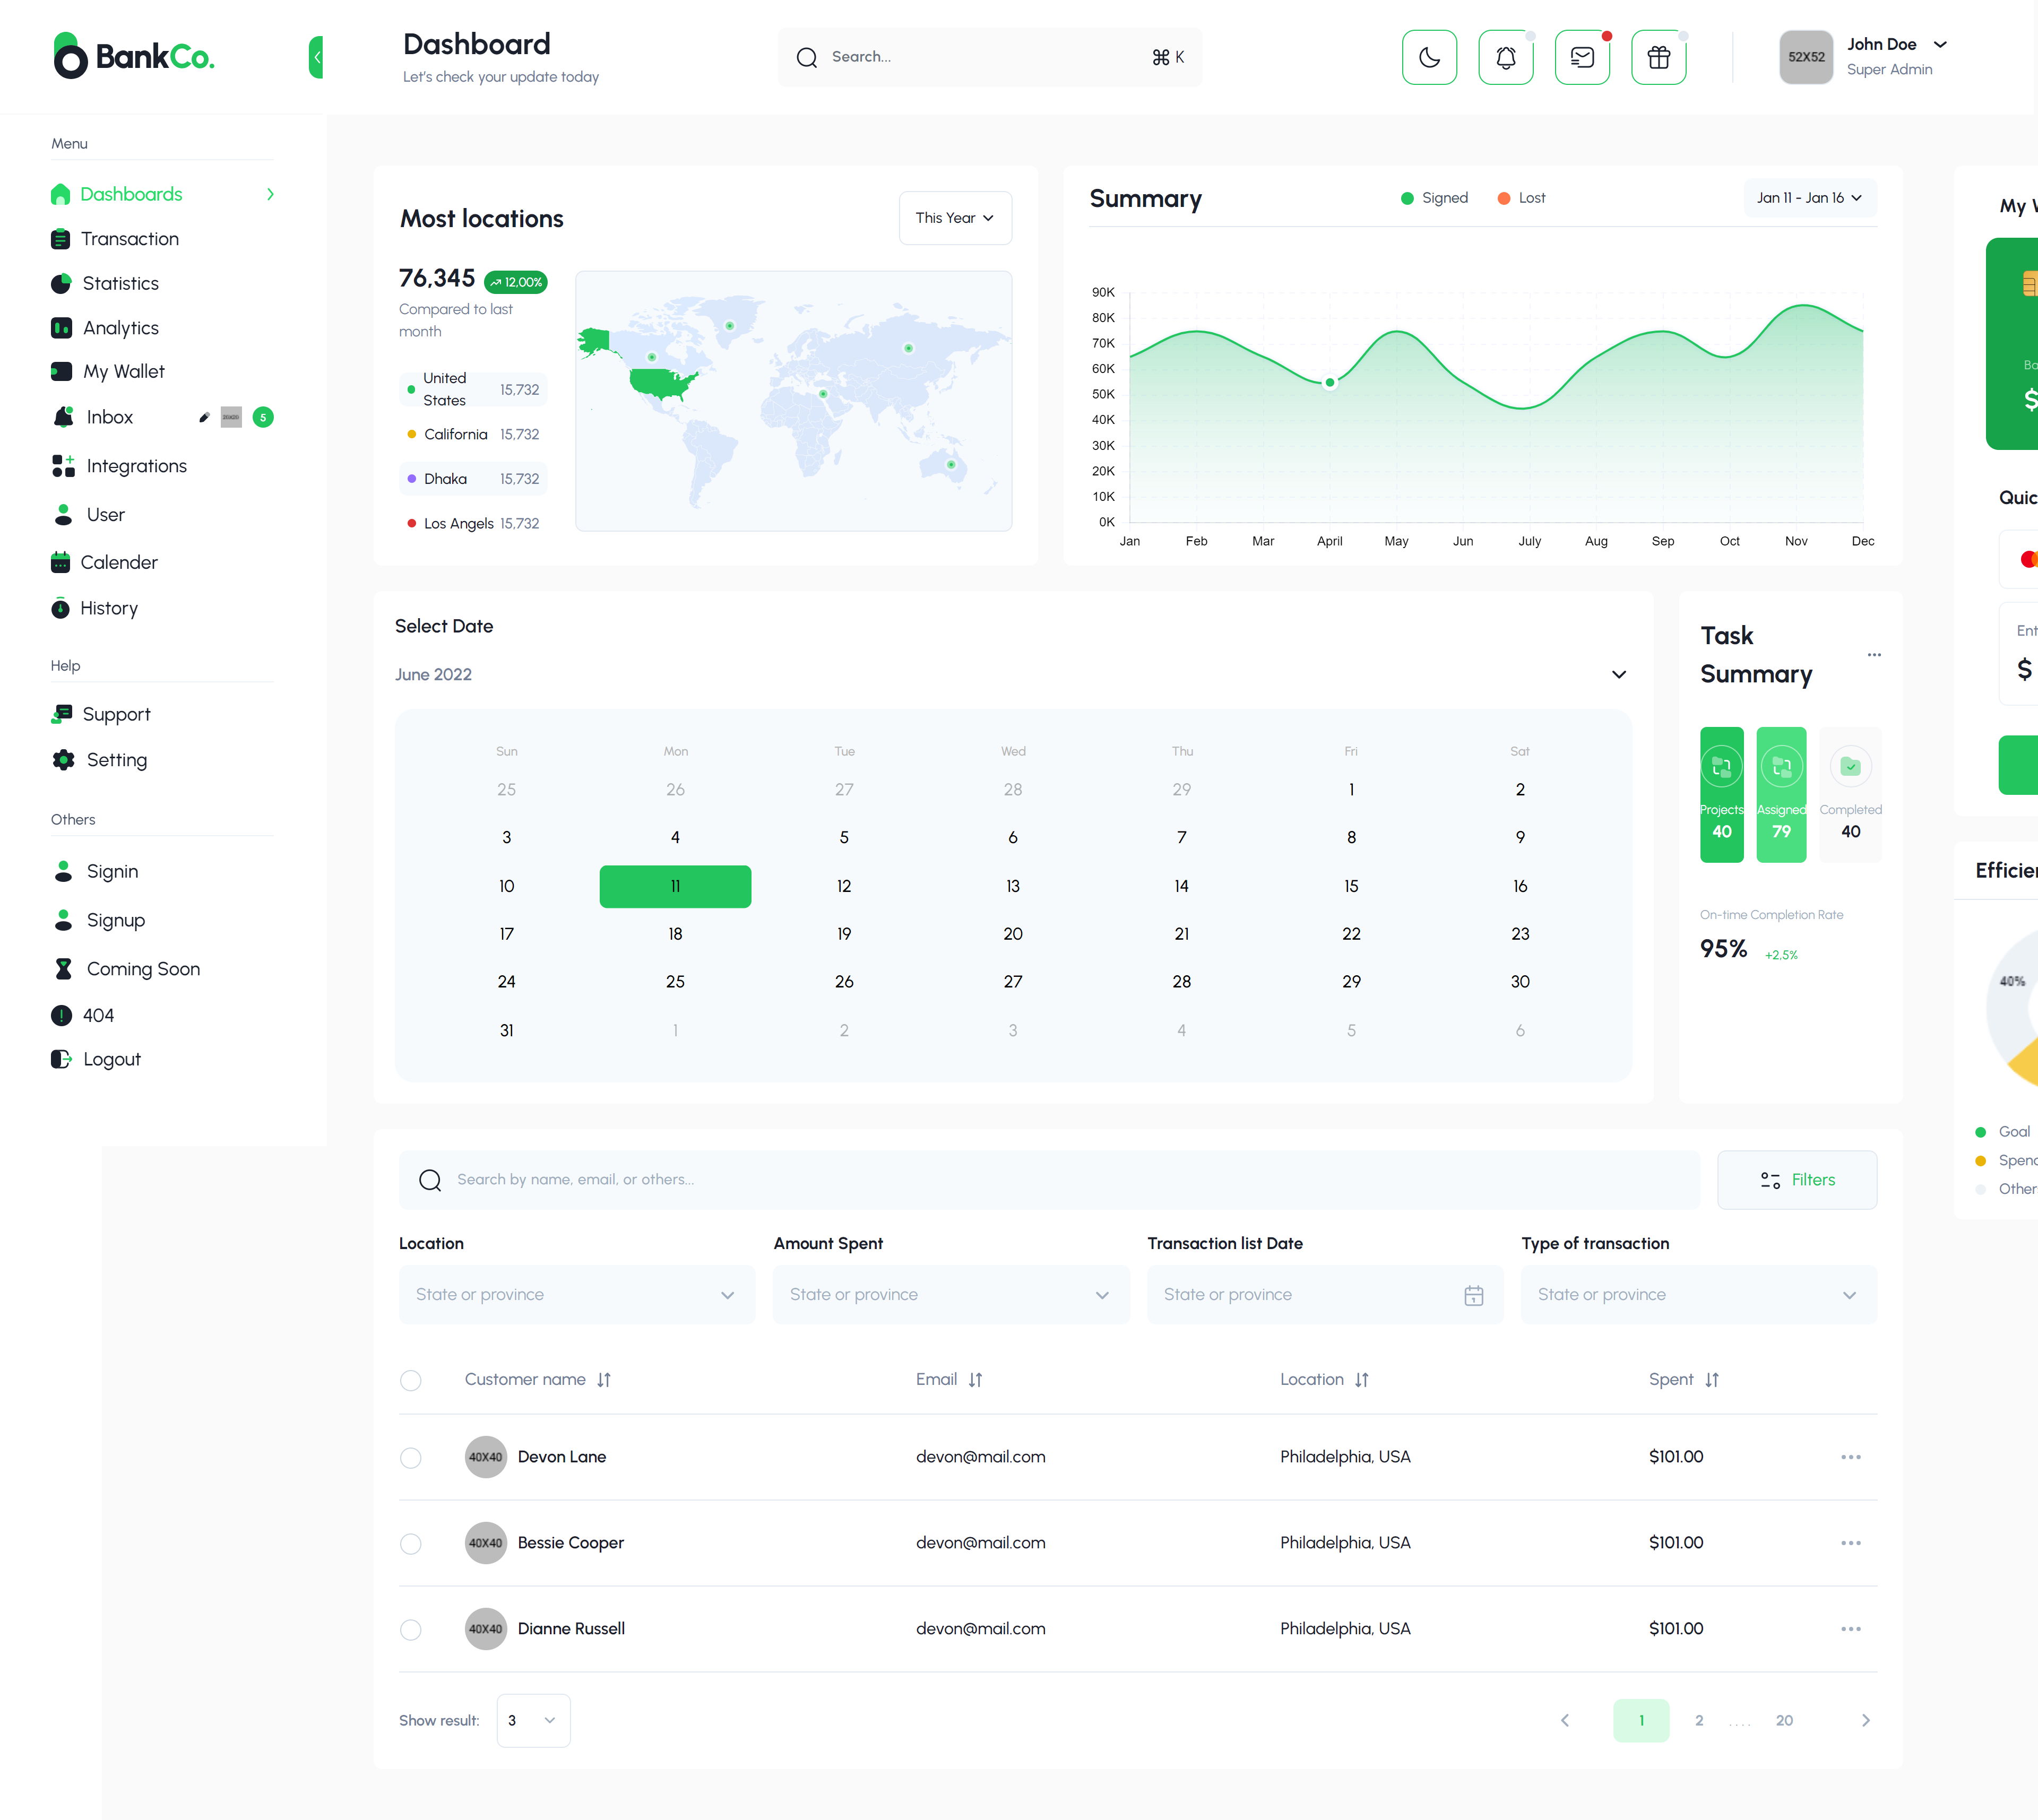 BankCo.
Dashboard
Let's check your update today
Search...
⌘ K
52X52
John Doe
Super Admin
Menu
Dashboards
Transaction
Statistics
Analytics
My Wallet
Inbox
5
Integrations
User
Calender
History
Help
Support
Setting
Others
Signin
Signup
Coming Soon
404
Logout
Most locations
This Year
76,345
12,00%
Compared to last
month
United
States
15,732
California 15,732
Dhaka 15,732
Los Angels 15,732
Summary
Signed
Lost
Jan 11 - Jan 16
90K
80K
70K
60K
50K
40K
30K
20K
10K
0K
Jan Feb Mar April May Jun July Aug Sep Oct Nov Dec
Select Date
June 2022
Sun Mon Tue Wed Thu Fri Sat
25 26 27 28 29 1 2
3 4 5 6 7 8 9
10 11 12 13 14 15 16
17 18 19 20 21 22 23
24 25 26 27 28 29 30
31 1 2 3 4 5 6
Task
Summary
Projects
40
Assigned
79
Completed
40
On-time Completion Rate
95% +2.5%
My
$
$
40%
Goal
Search by name, email, or others...
Filters
Location
State or province
Amount Spent
State or province
Transaction list Date
State or province
Type of transaction
State or province
Customer name Email Location Spent
40X40 Devon Lane devon@mail.com Philadelphia, USA $101.00
40X40 Bessie Cooper devon@mail.com Philadelphia, USA $101.00
40X40 Dianne Russell devon@mail.com Philadelphia, USA $101.00
Show result: 3
1 2 .... 20